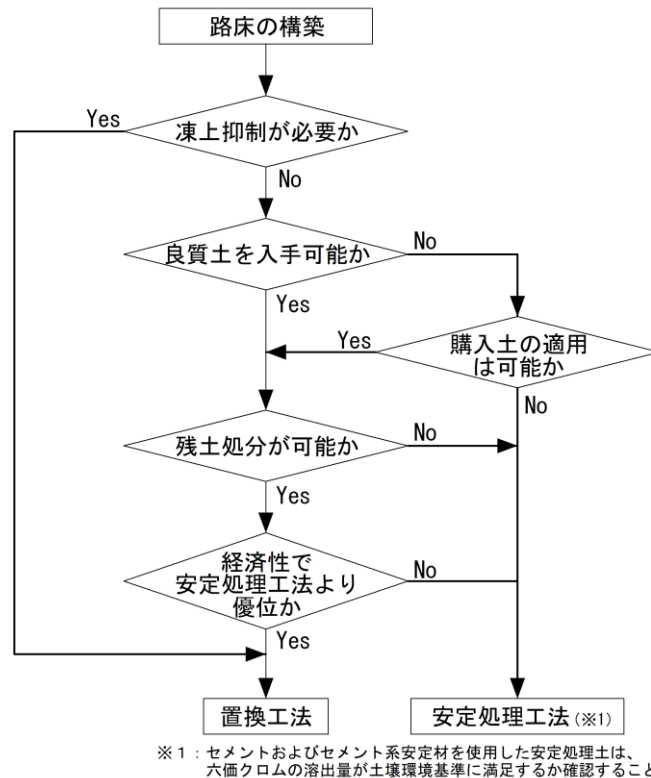 路床の構築
Yes
凍上抑制が必要か
No
良質土を入手可能か
No
Yes
Yes
購入土の適用
は可能か
No
残土処分が可能か
No
Yes
経済性で
安定処理工法より
優位か
No
Yes
置換工法
安定処理工法(※1)
※1：セメントおよびセメント系安定材を使用した安定処理土は、
六価クロムの溶出量が土壌環境基準に満足するか確認すること